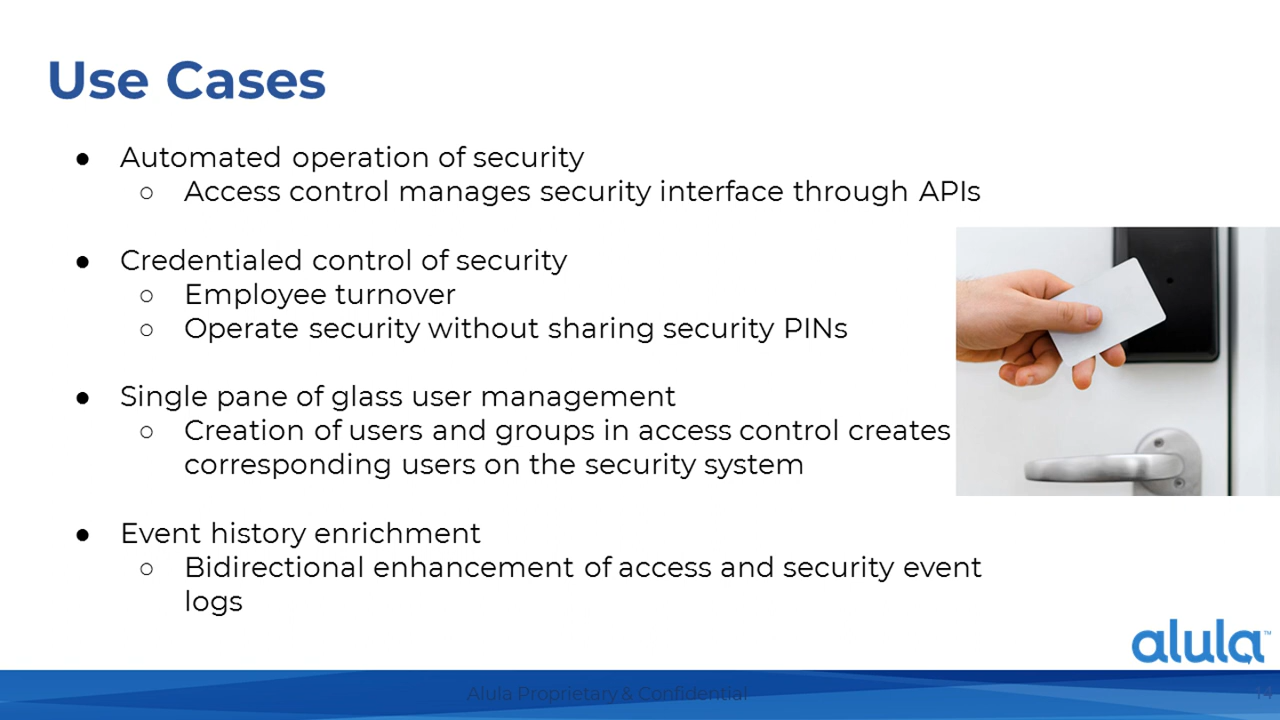 Use Cases
● Automated operation of security
○ Access control manages security interface through APIs
● Credentialed control of security
○ Employee turnover
○ Operate security without sharing security PINs
● Single pane of glass user management
○ Creation of users and groups in access control creates
corresponding users on the security system
● Event history enrichment
○ Bidirectional enhancement of access and security event
logs
alula™
Alula Proprietary & Confidential
14